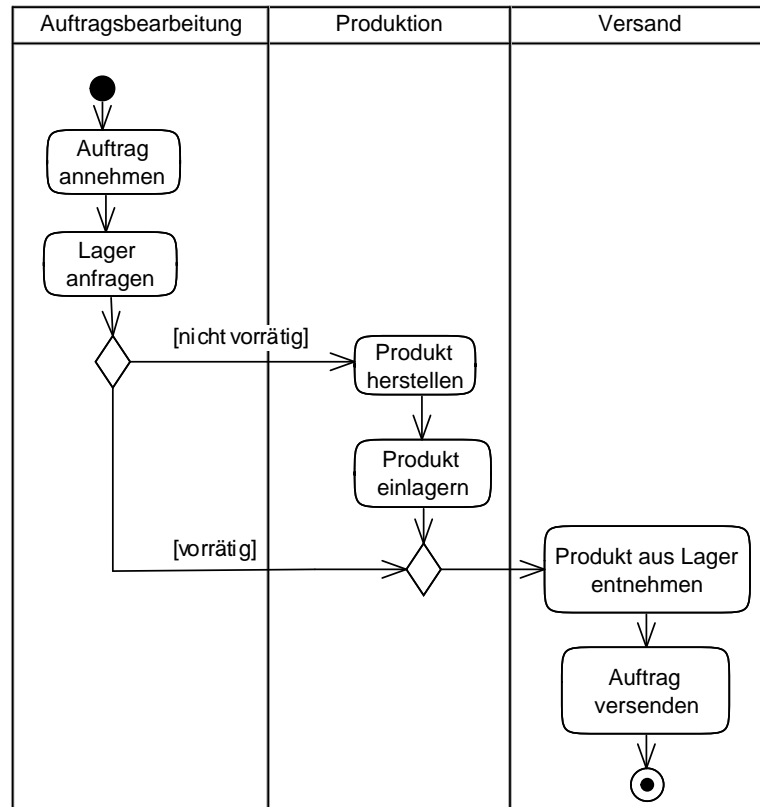 Auftragsbearbeitung
Produktion
Versand
Auftrag
annehmen
Lager
anfragen
[nicht vorrätig]
Produkt
herstellen
Produkt
einlagern
[vorrätig]
Produkt aus Lager
entnehmen
Auftrag
versenden